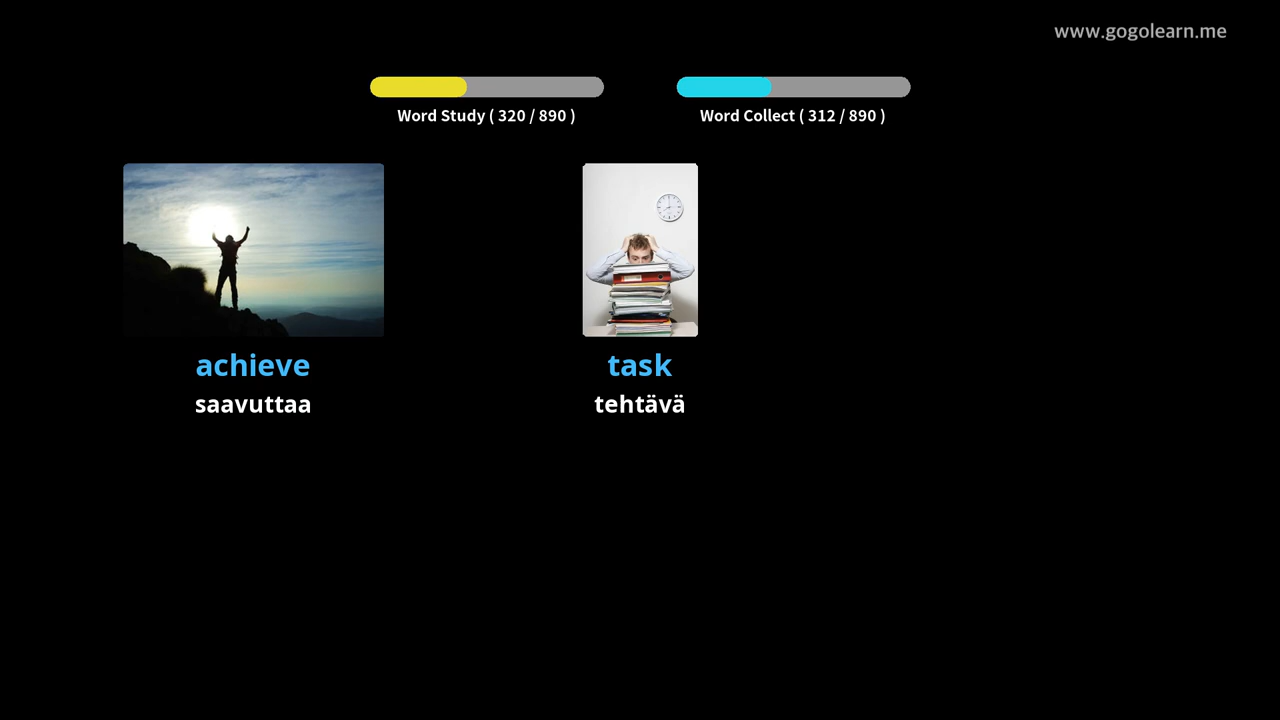 www.gogolearn.me
Word Study ( 320 / 890 )
Word Collect ( 312 / 890 )
achieve
saavuttaa
task
tehtävä